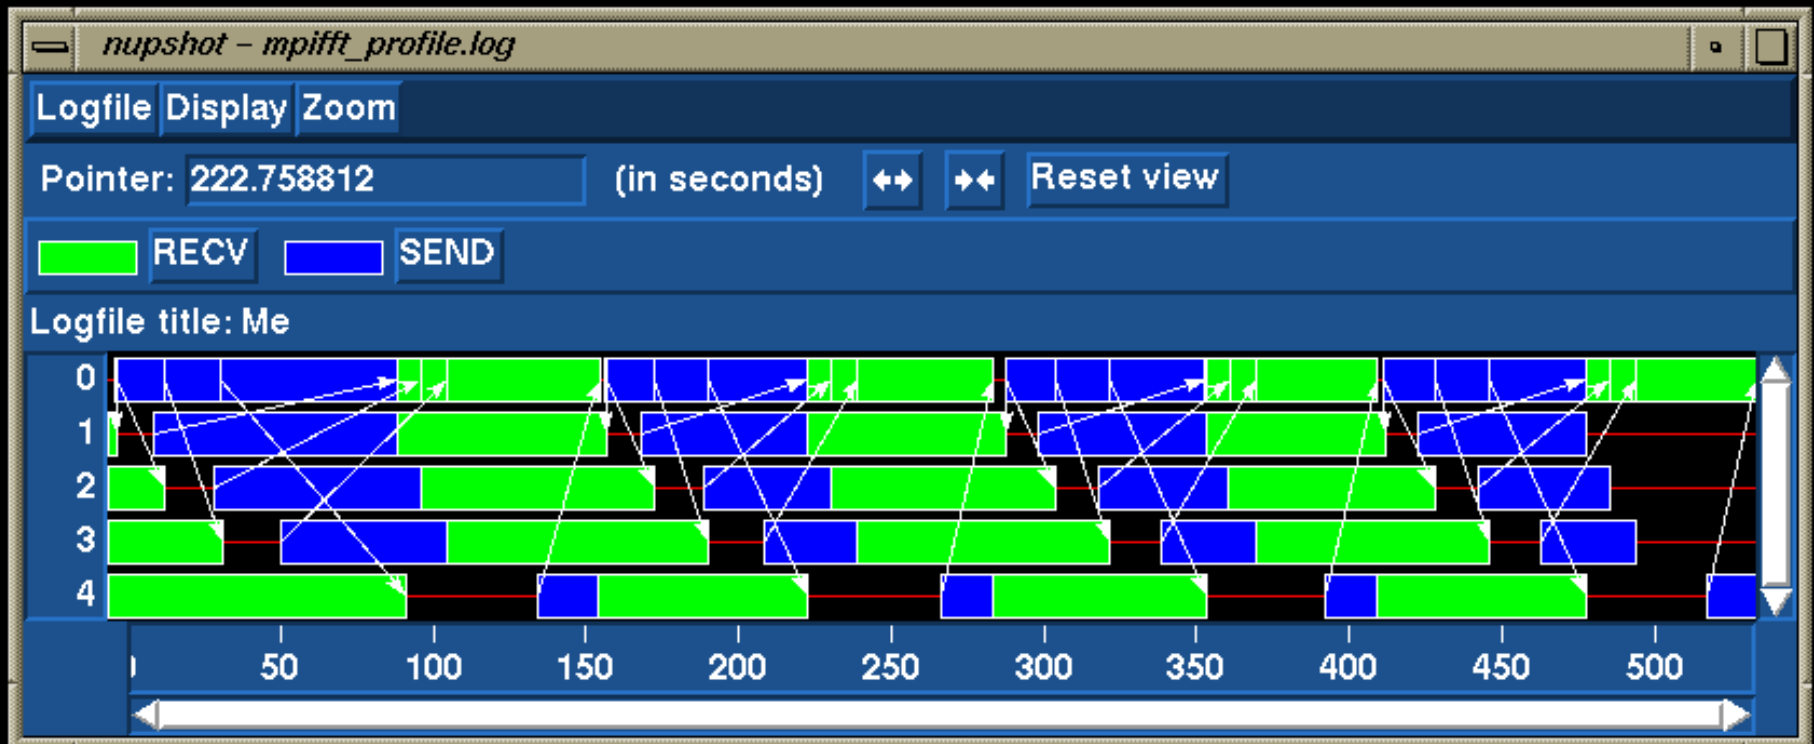 nupshot – mpifft_profile.log
Logfile Display Zoom
Pointer: 222.758812 (in seconds) Reset view
RECV SEND
Logfile title: Me
0
1
2
3
4
50 100 150 200 250 300 350 400 450 500